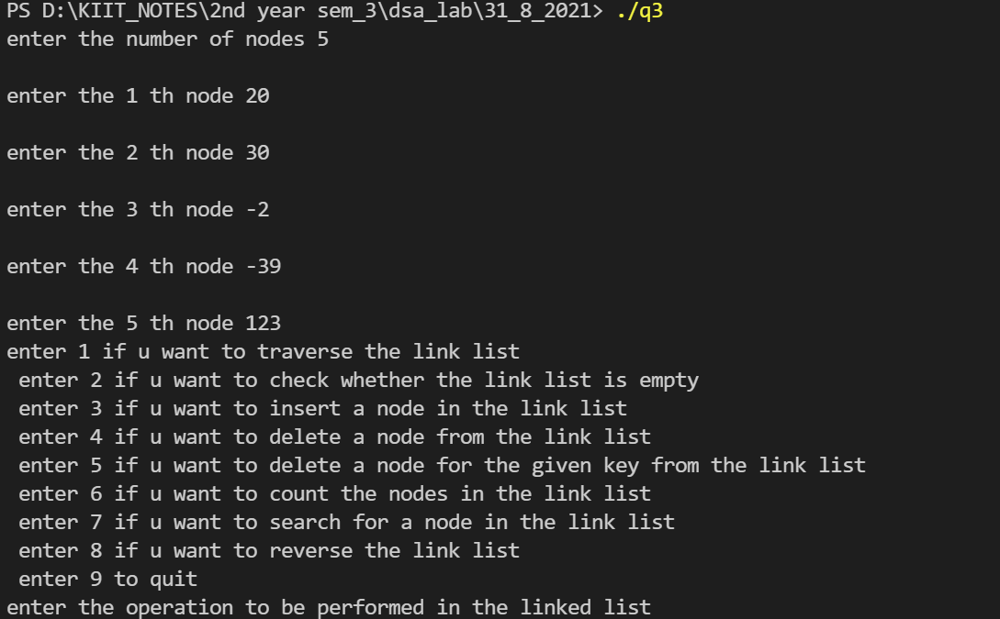 PS D:\KIIT_NOTES\2nd year sem_3\dsa_lab\31_8_2021> ./q3
enter the number of nodes 5
enter the 1 th node 20
enter the 2 th node 30
enter the 3 th node -2
enter the 4 th node -39
enter the 5 th node 123
enter 1 if u want to traverse the link list
enter 2 if u want to check whether the link list is empty
enter 3 if u want to insert a node in the link list
enter 4 if u want to delete a node from the link list
enter 5 if u want to delete a node for the given key from the link list
enter 6 if u want to count the nodes in the link list
enter 7 if u want to search for a node in the link list
enter 8 if u want to reverse the link list
enter 9 to quit
enter the operation to be performed in the linked list